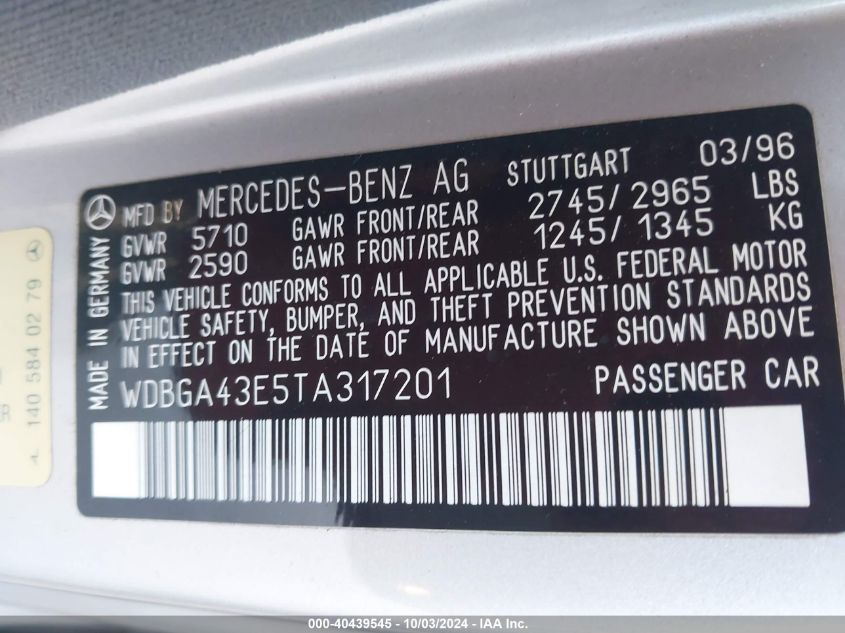 MFD BY MERCEDES-BENZ AG STUTTGART 03/96
GVWR 5710 GAWR FRONT/REAR 2745/2965 LBS
GVWR 2590 GAWR FRONT/REAR 1245/1345 KG
THIS VEHICLE CONFORMS TO ALL APPLICABLE U.S. FEDERAL MOTOR
VEHICLE SAFETY, BUMPER, AND THEFT PREVENTION STANDARDS
IN EFFECT ON THE DATE OF MANUFACTURE SHOWN ABOVE
WDBGA43E5TA317201 PASSENGER CAR
MADE IN GERMANY
140 584 02 79
000-40439545 - 10/03/2024 - IAA Inc.